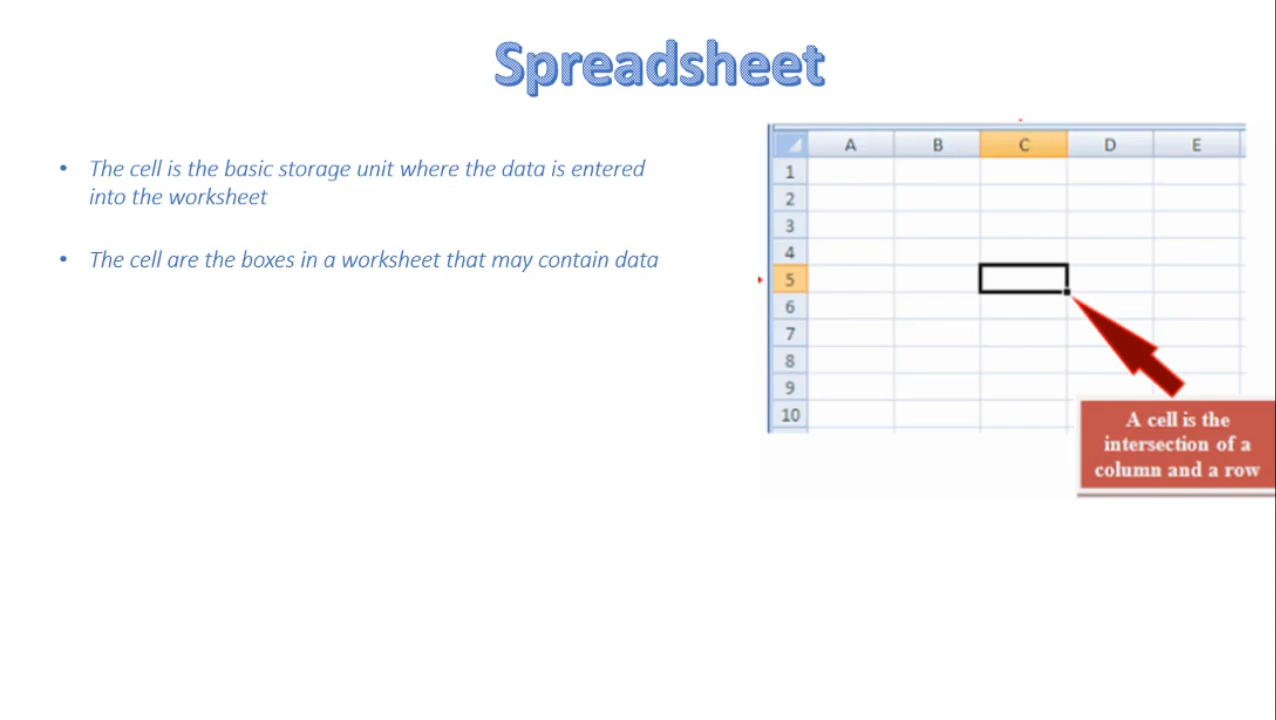 Spreadsheet
• The cell is the basic storage unit where the data is entered
into the worksheet
• The cell are the boxes in a worksheet that may contain data
A B C D E
1
2
3
4
5
6
7
8
9
10
A cell is the
intersection of a
column and a row